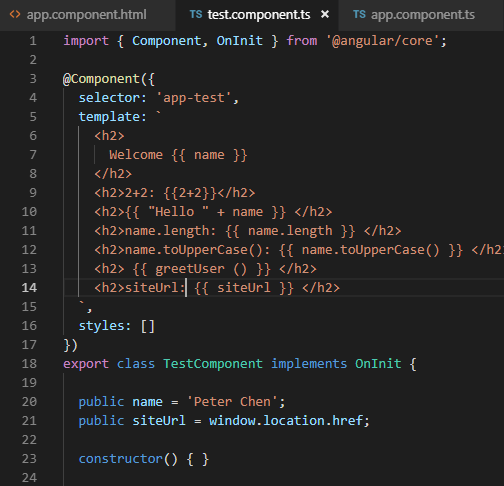 <> app.component.html TS test.component.ts × TS app.component.ts
1 import { Component, OnInit } from '@angular/core';
2
3 @Component({
4 selector: 'app-test',
5 template: `
6 <h2>
7 Welcome {{ name }}
8 </h2>
9 <h2>2+2: {{2+2}}</h2>
10 <h2>{{ "Hello " + name }} </h2>
11 <h2>name.length: {{ name.length }} </h2>
12 <h2>name.toUpperCase(): {{ name.toUpperCase() }} </h2
13 <h2> {{ greetUser () }} </h2>
14 <h2>siteUrl: {{ siteUrl }} </h2>
15 `,
16 styles: []
17 })
18 export class TestComponent implements OnInit {
19
20 public name = 'Peter Chen';
21 public siteUrl = window.location.href;
22
23 constructor() { }
24